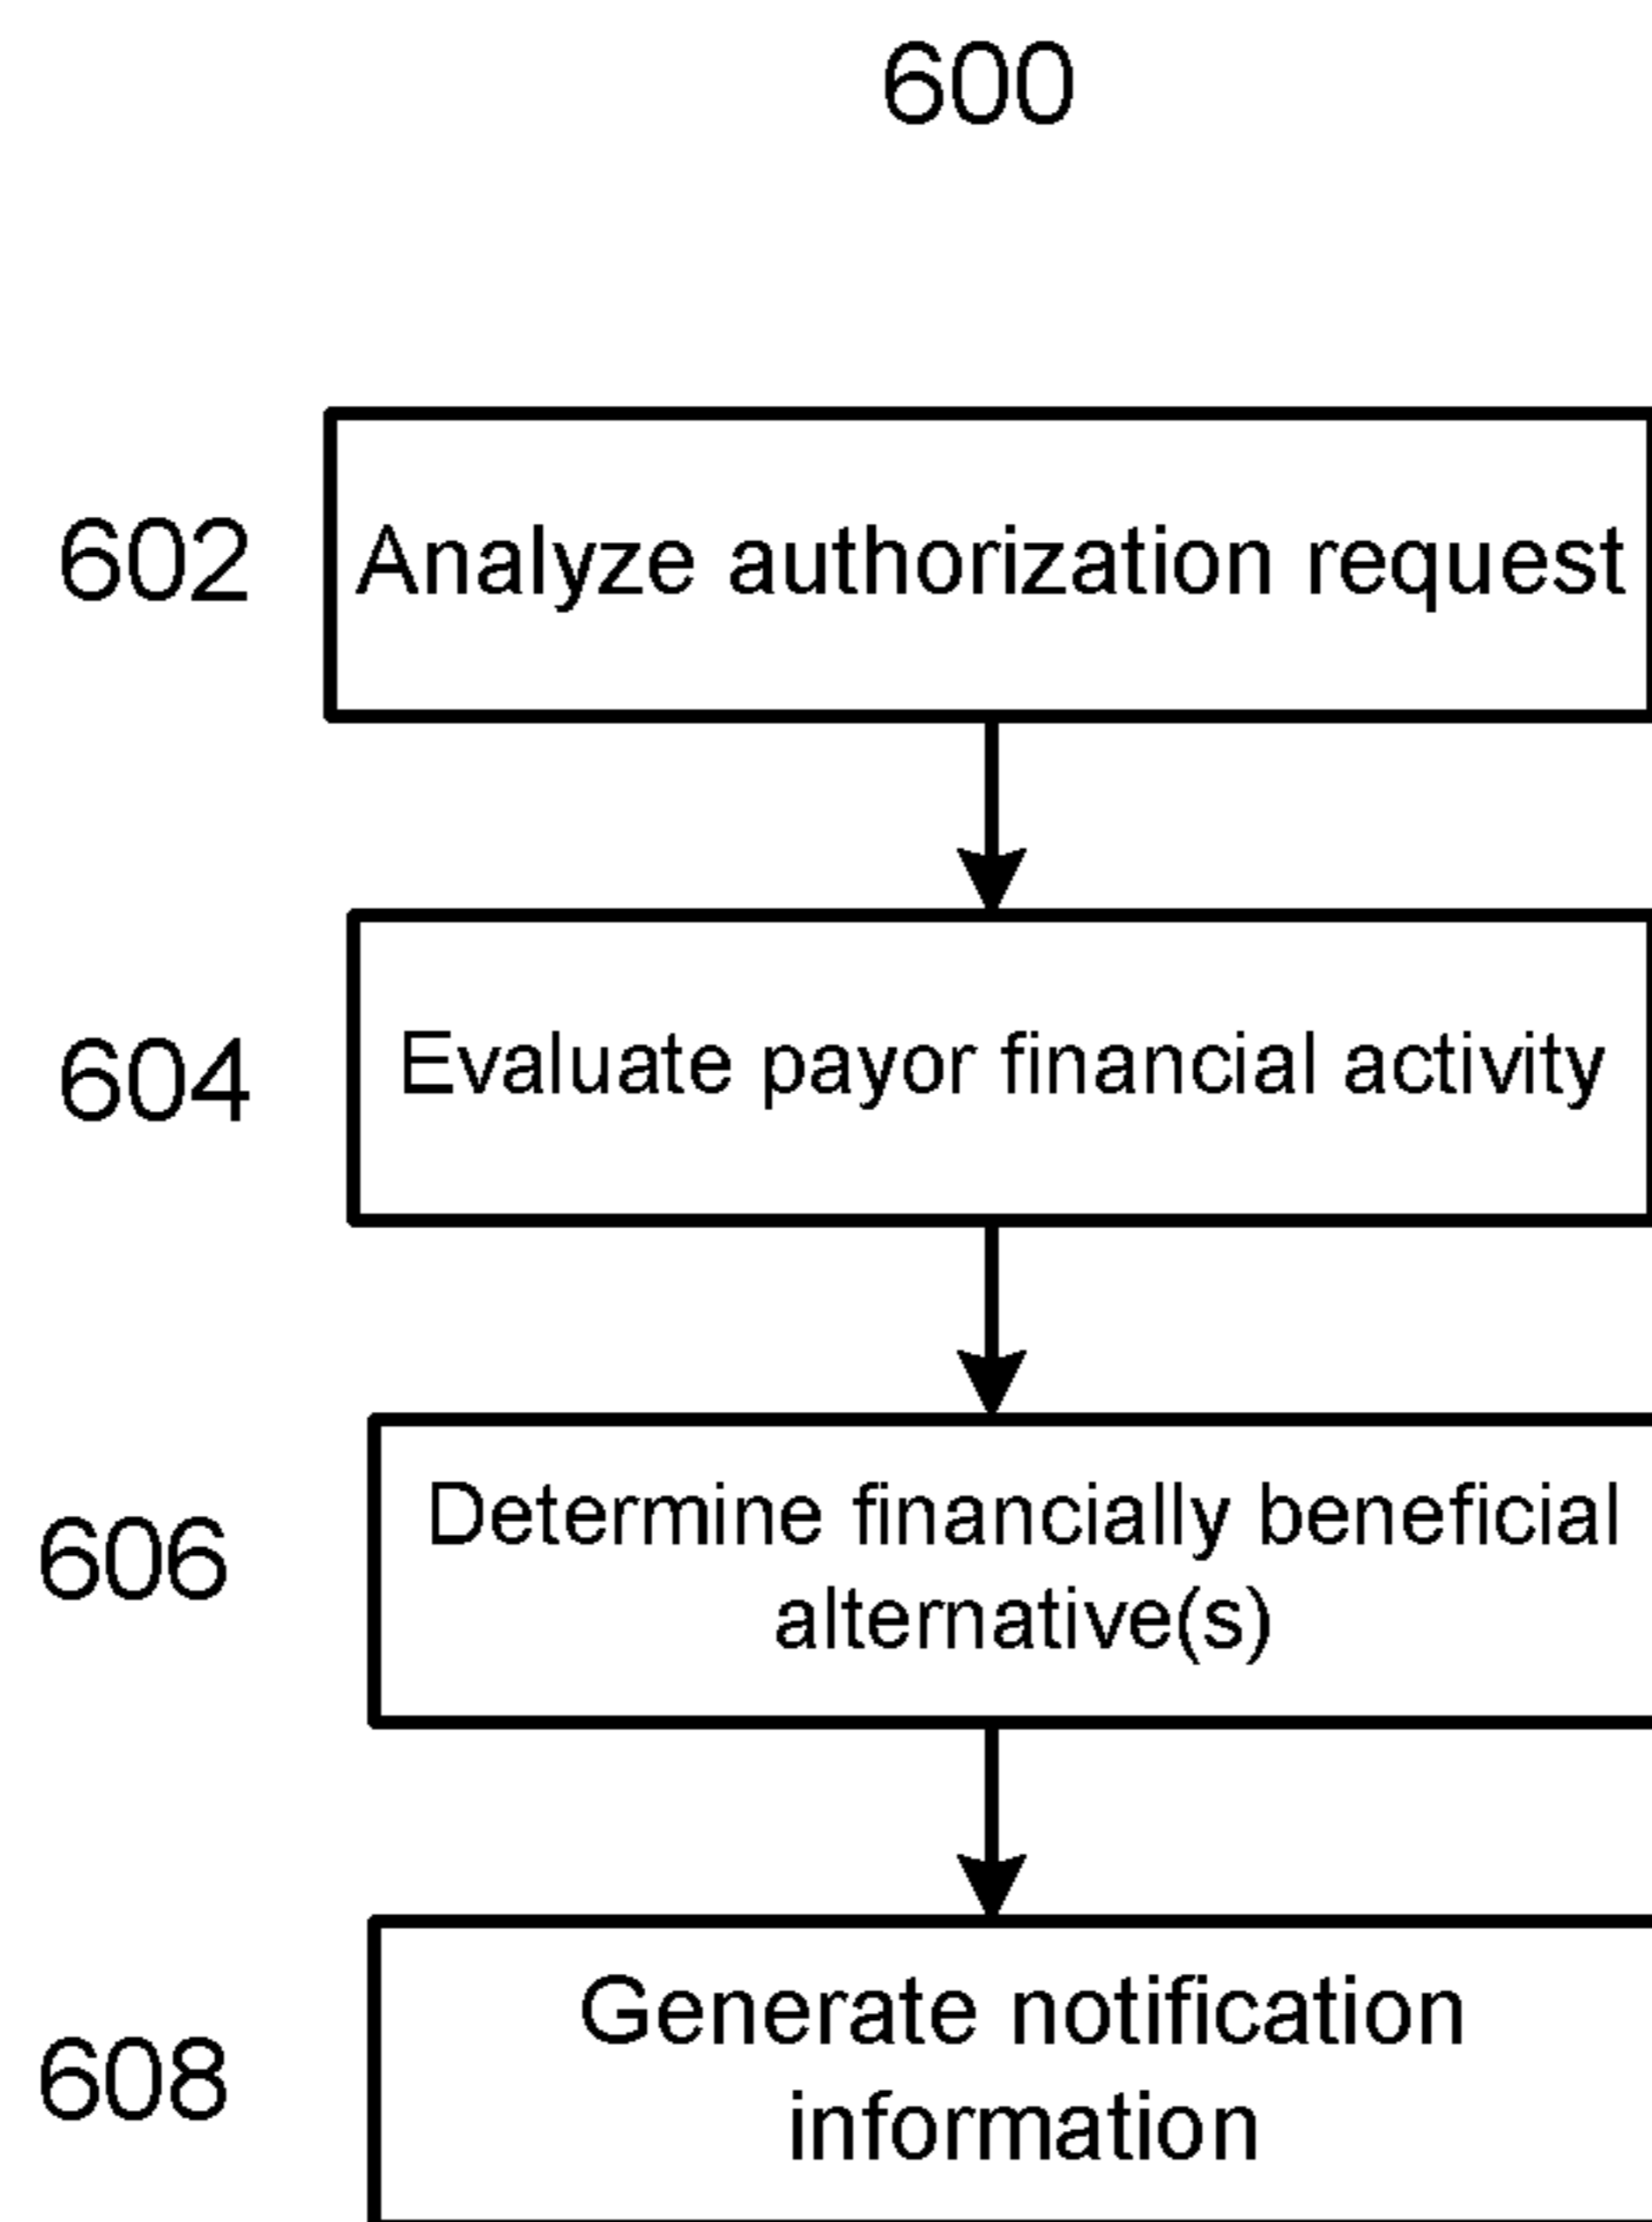 600
602
Analyze authorization request
604
Evaluate payor financial activity
606
Determine financially beneficial
alternative(s)
608
Generate notification
information